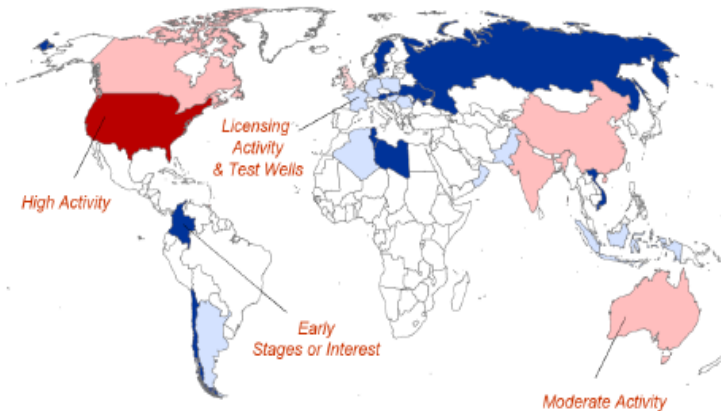 Licensing
Activity
& Test Wells
High Activity
Early
Stages or Interest
Moderate Activity